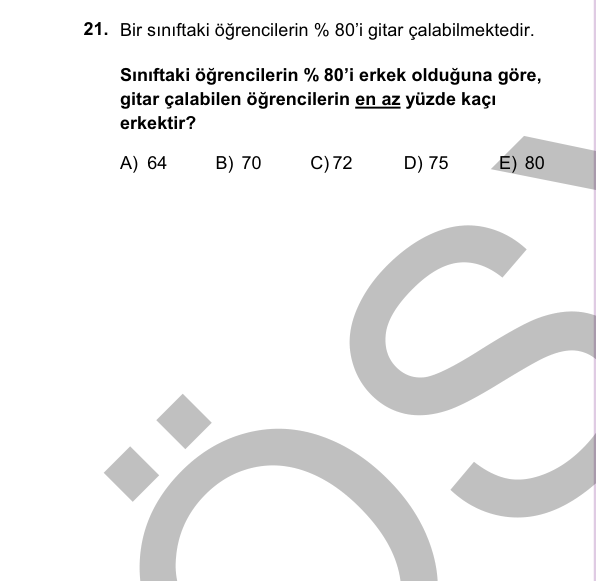 21. Bir sınıftaki öğrencilerin % 80’i gitar çalabilmektedir.
Sınıftaki öğrencilerin % 80’i erkek olduğuna göre,
gitar çalabilen öğrencilerin en az yüzde kaçı
erkektir?
A) 64 B) 70 C) 72 D) 75 E) 80
ÖS